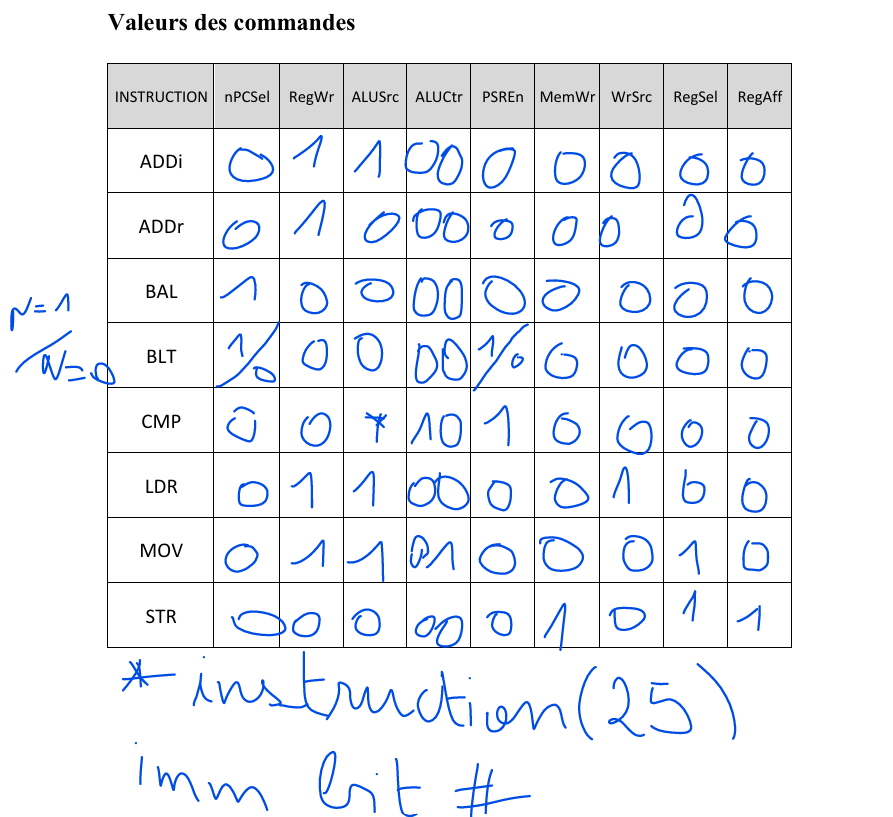 Valeurs des commandes
INSTRUCTION nPCSel RegWr ALUSrc ALUCtr PSREn MemWr WrSrc RegSel RegAff
ADDi 0 1 1 00 0 0 0 0 0
ADDr 0 1 0 00 0 0 0 0 0
BAL 1 0 0 00 0 0 0 0 0
N=1
/N=0 BLT 1/0 0 0 00 1/0 0 0 0 0
CMP 0 0 * 10 1 0 0 0 0
LDR 0 1 1 00 0 0 1 0 0
MOV 0 1 1 01 0 0 0 1 0
STR 0 0 0 00 0 1 0 1 1
* instruction(25)
imm bit #